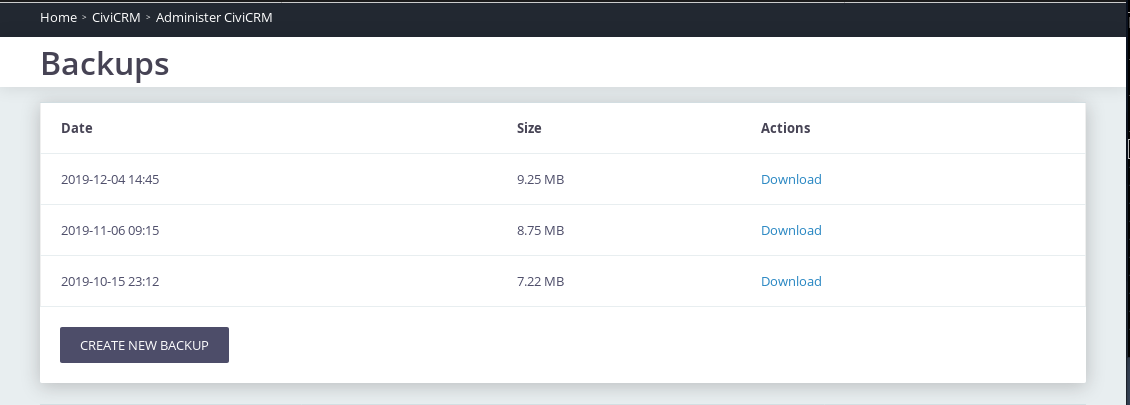 Home > CiviCRM > Administer CiviCRM
Backups
Date Size Actions
2019-12-04 14:45 9.25 MB Download
2019-11-06 09:15 8.75 MB Download
2019-10-15 23:12 7.22 MB Download
CREATE NEW BACKUP